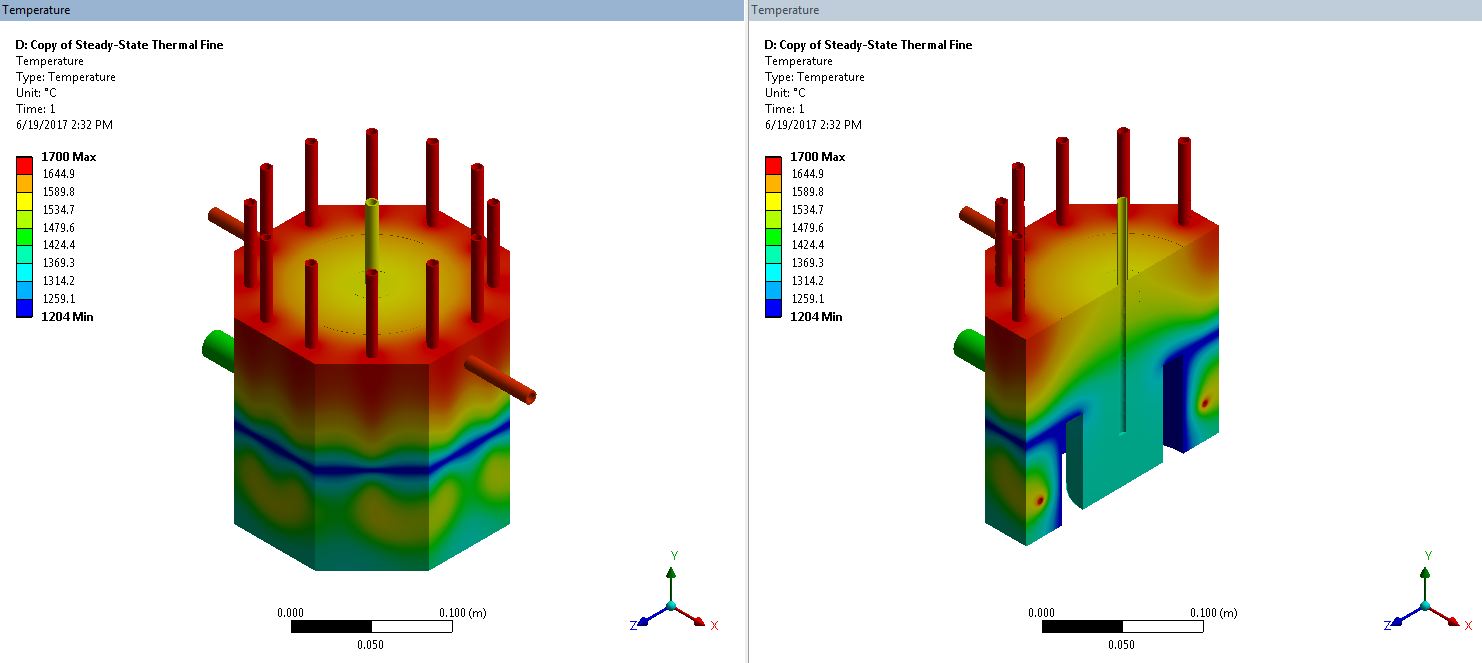 Temperature
D: Copy of Steady-State Thermal Fine
Temperature
Type: Temperature
Unit: °C
Time: 1
6/19/2017 2:32 PM
1700 Max
1644.9
1589.8
1534.7
1479.6
1424.4
1369.3
1314.2
1259.1
1204 Min
0.000
0.100 (m)
0.050
Y
Z
X
Temperature
D: Copy of Steady-State Thermal Fine
Temperature
Type: Temperature
Unit: °C
Time: 1
6/19/2017 2:32 PM
1700 Max
1644.9
1589.8
1534.7
1479.6
1424.4
1369.3
1314.2
1259.1
1204 Min
0.000
0.100 (m)
0.050
Y
Z
X